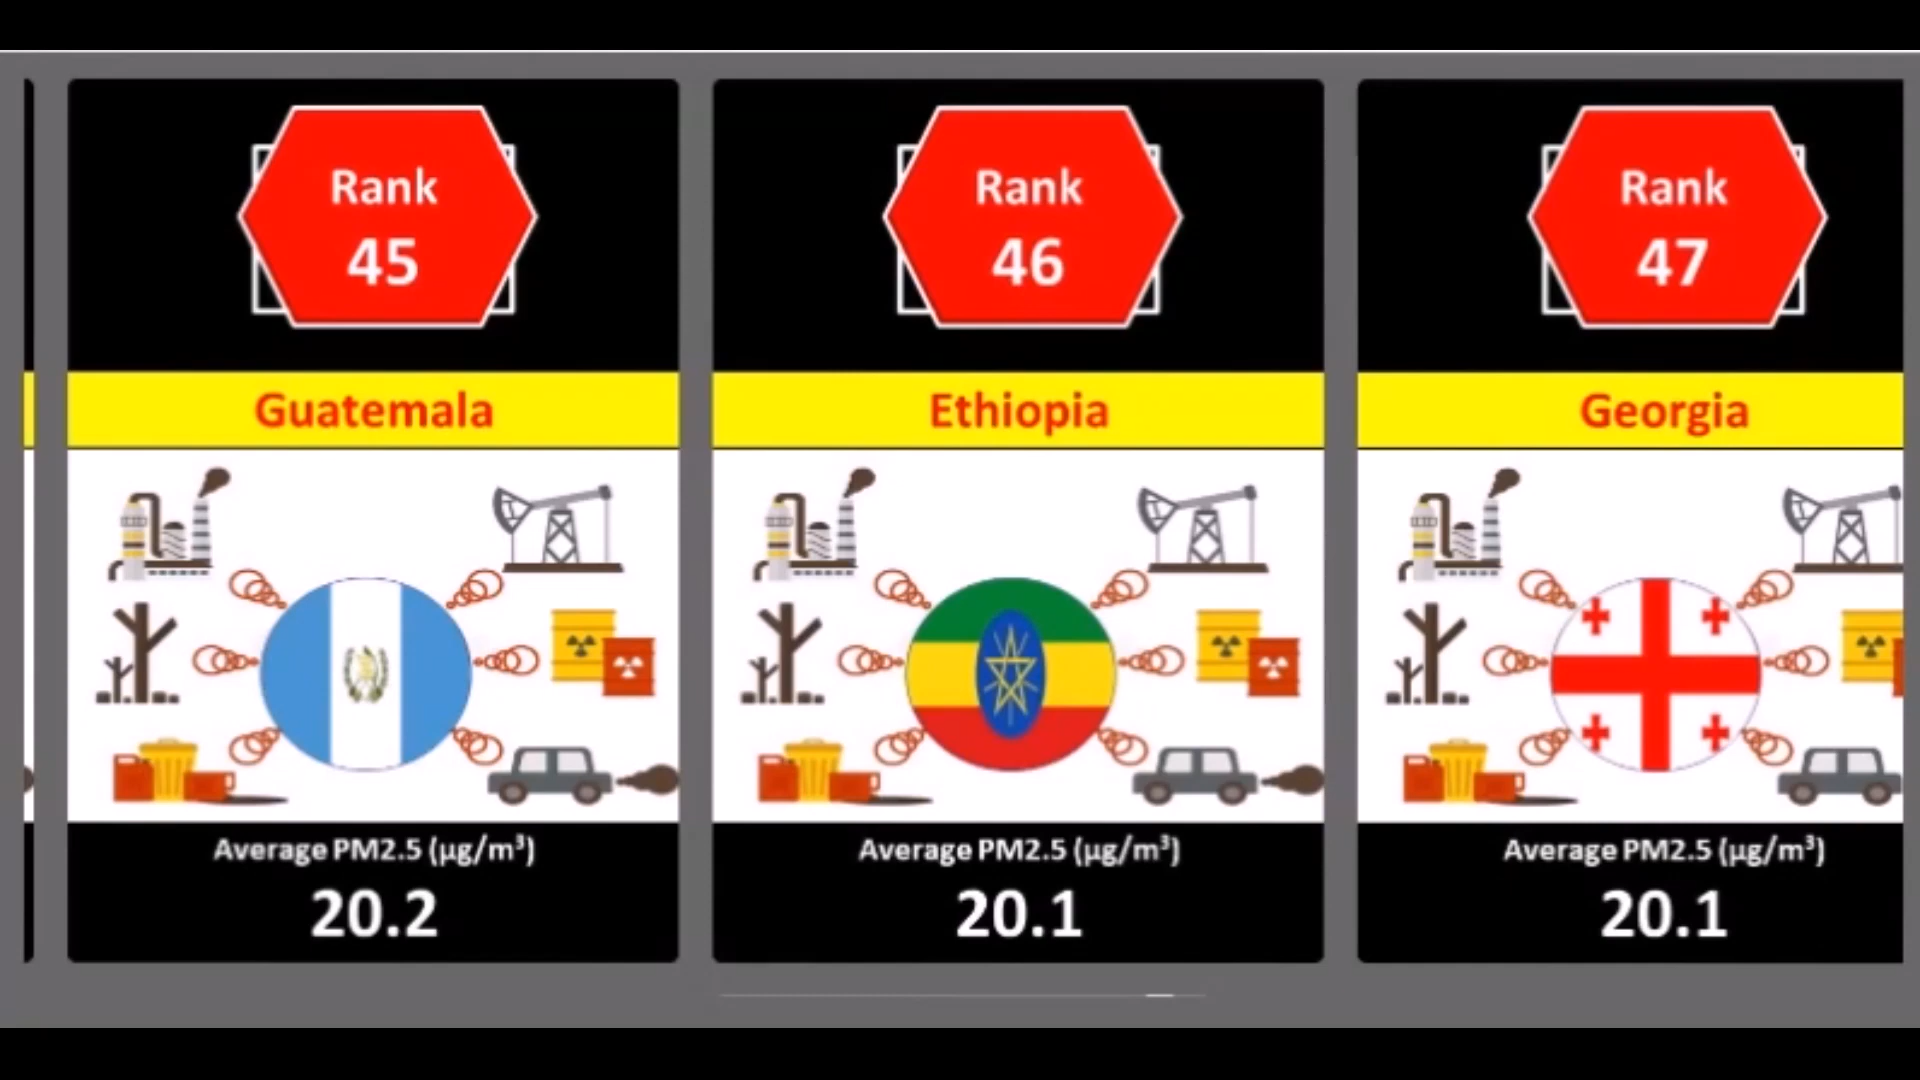 Rank
45
Guatemala
Average PM2.5 (µg/m³)
20.2
Rank
46
Ethiopia
Average PM2.5 (µg/m³)
20.1
Rank
47
Georgia
Average PM2.5 (µg/m³)
20.1